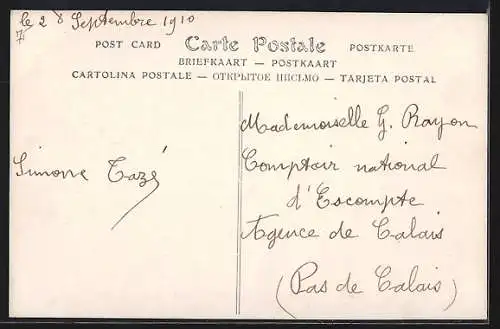 le 28 Septembre 1910
7
POST CARD Carte Postale POSTKARTE
BRIEFKAART — POSTKAART
CARTOLINA POSTALE — ОТКРЫТОЕ ПИСЬМО — TARJETA POSTAL
Simone Tazé
Mademoiselle G. Rayon
Comptoir national
d'Escompte
Agence de Calais
(Pas de Calais)